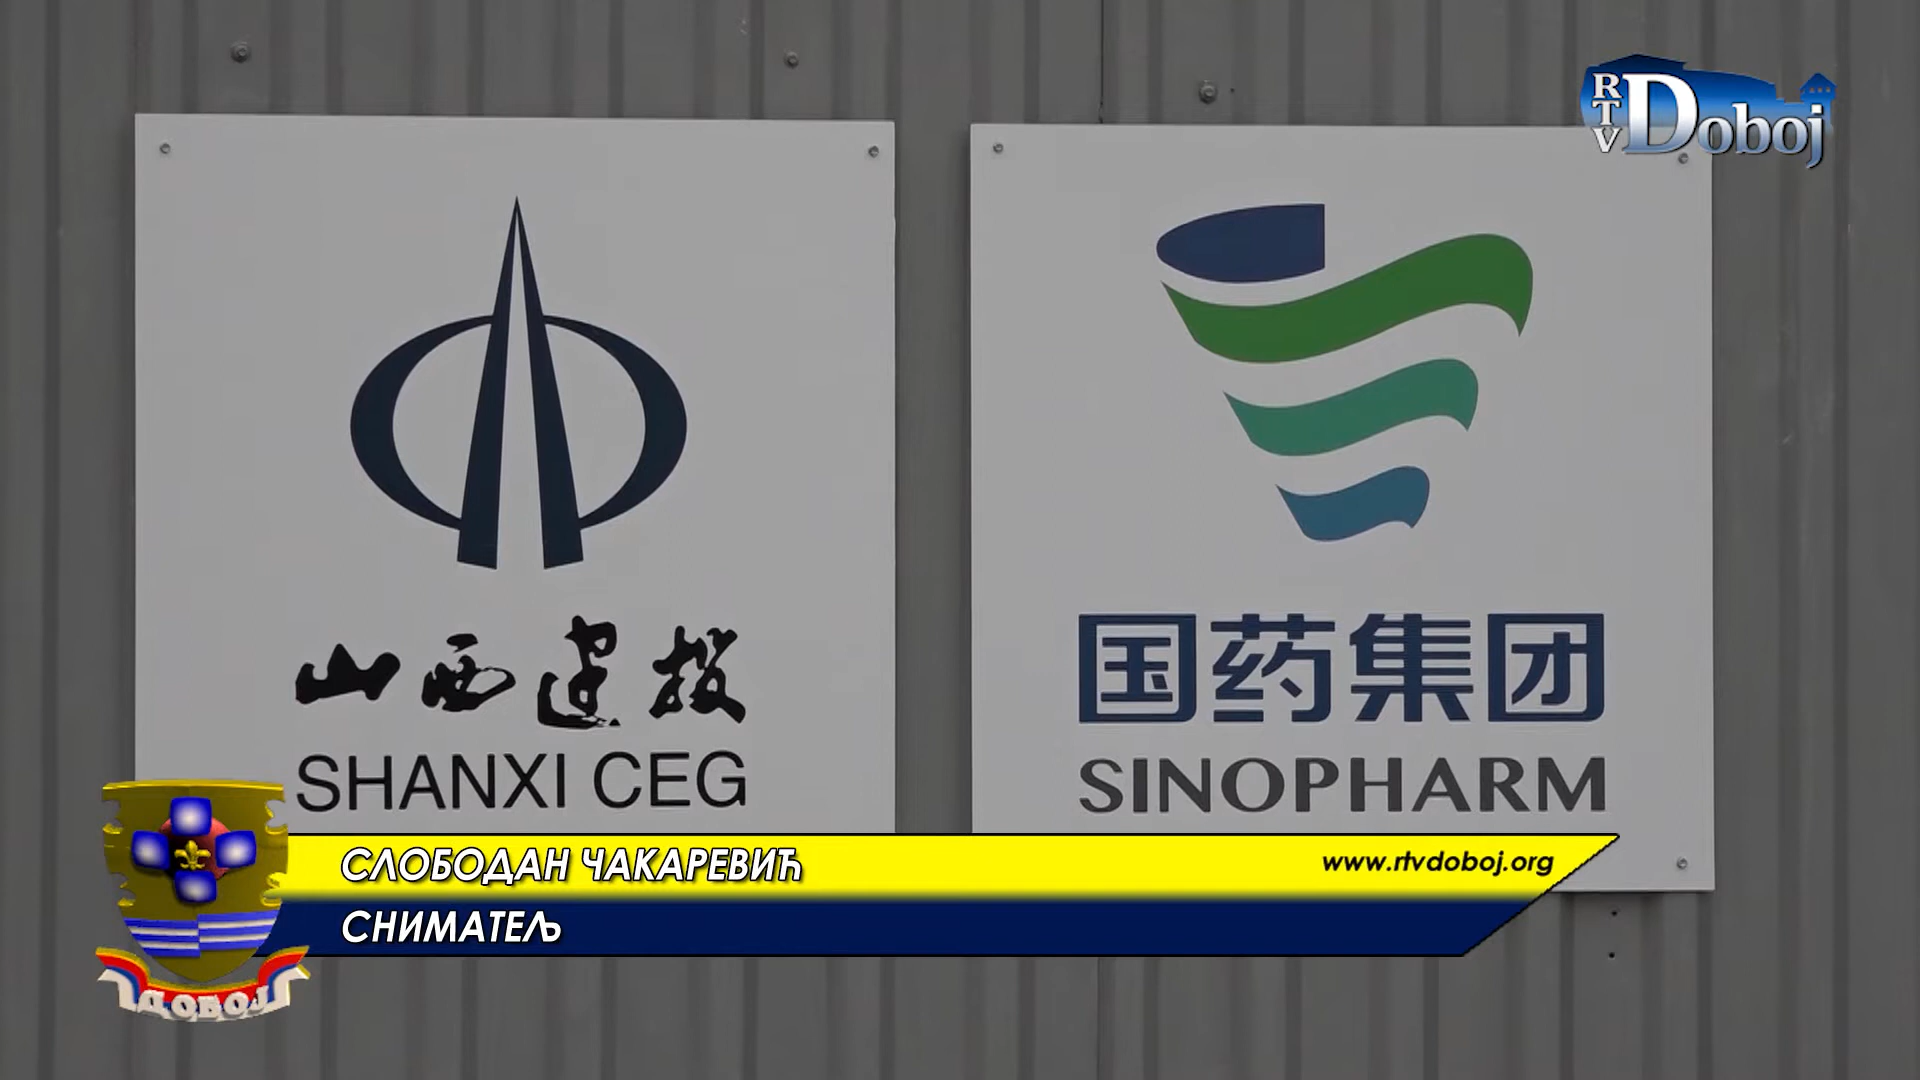 RTV Doboj
山西建投
SHANXI CEG
国药集团
SINOPHARM
СЛОБОДАН ЧАКАРЕВИЋ
www.rtvdoboj.org
СНИМАТЕЉ
ДОБОЈ